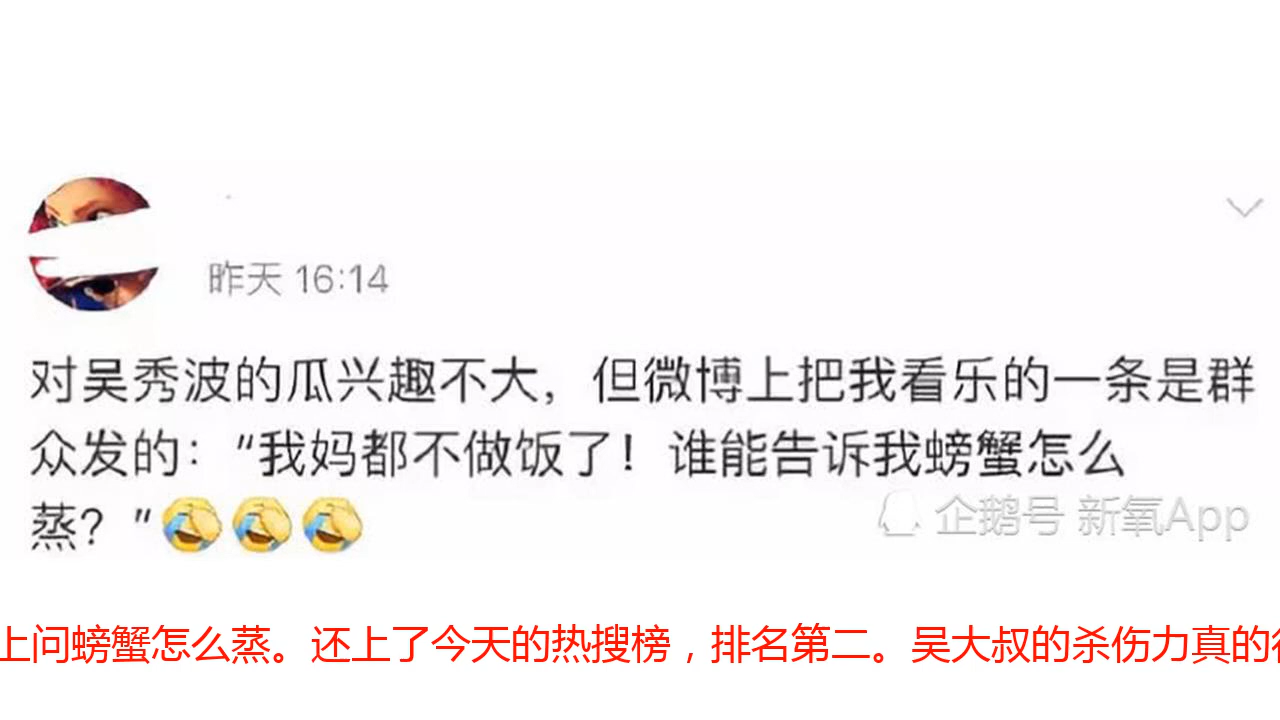 昨天 16:14
对吴秀波的瓜兴趣不大，但微博上把我看乐的一条是群
众发的：“我妈都不做饭了！谁能告诉我螃蟹怎么
蒸？”😂😂😂
企鹅号 新氧App
上问螃蟹怎么蒸。还上了今天的热搜榜，排名第二。吴大叔的杀伤力真的